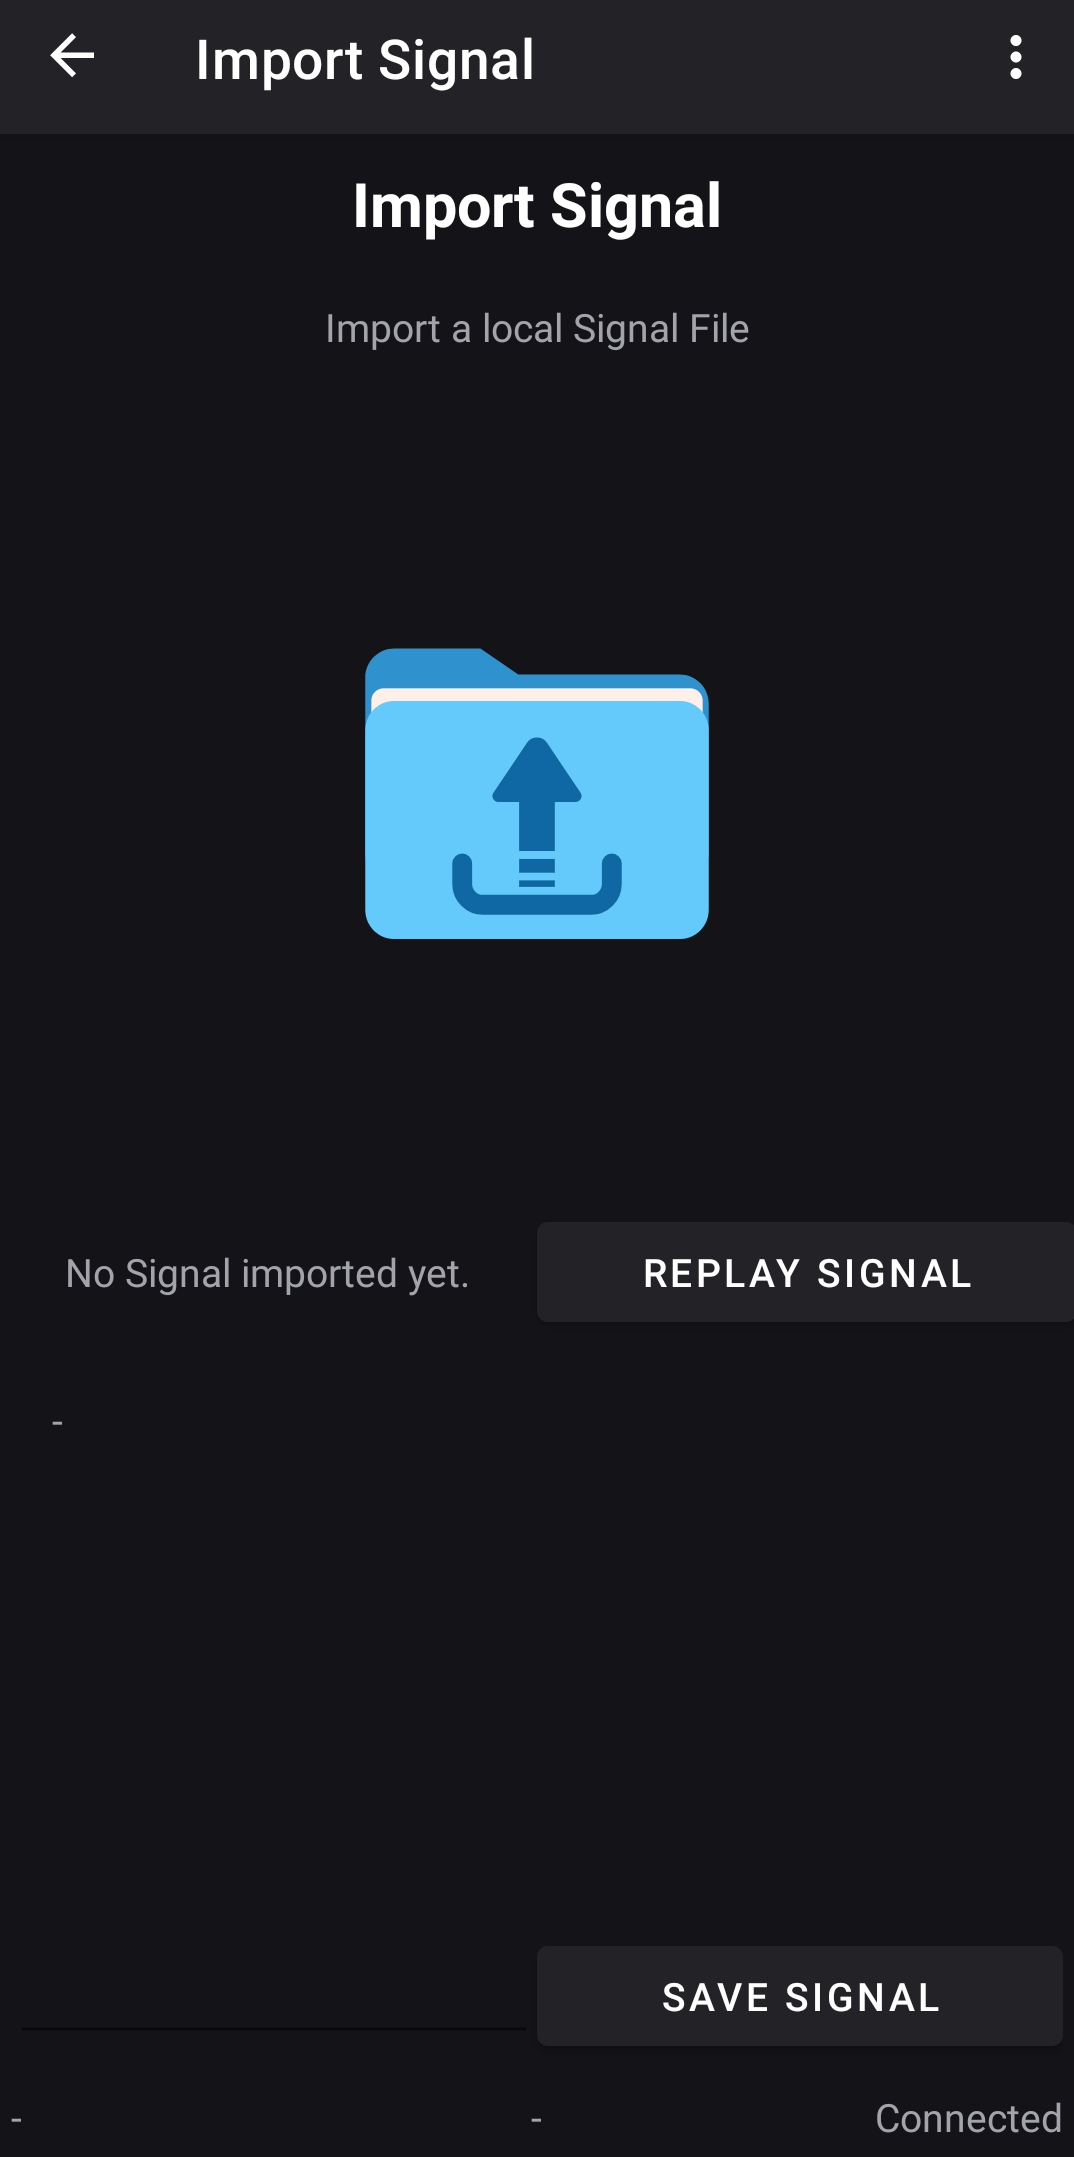 Import Signal
Import Signal
Import a local Signal File
No Signal imported yet.
REPLAY SIGNAL
-
SAVE SIGNAL
-
-
Connected